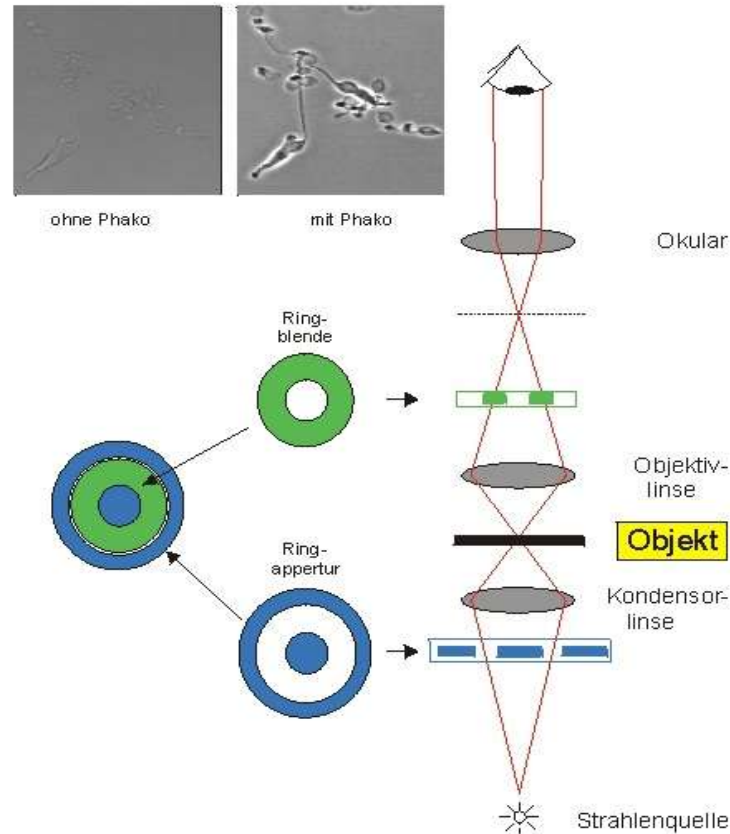 ohne Phako
mit Phako
Okular
Ring-
blende
Objektiv-
linse
Objekt
Ring-
appertur
Kondensor-
linse
Strahlenquelle